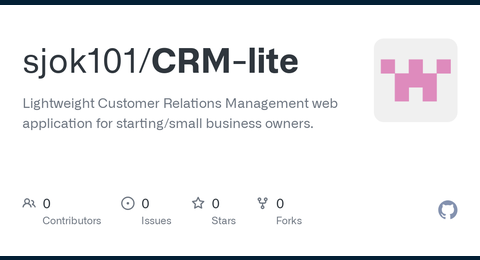 sjok101/CRM-lite
Lightweight Customer Relations Management web
application for starting/small business owners.
0 0 0 0
Contributors Issues Stars Forks